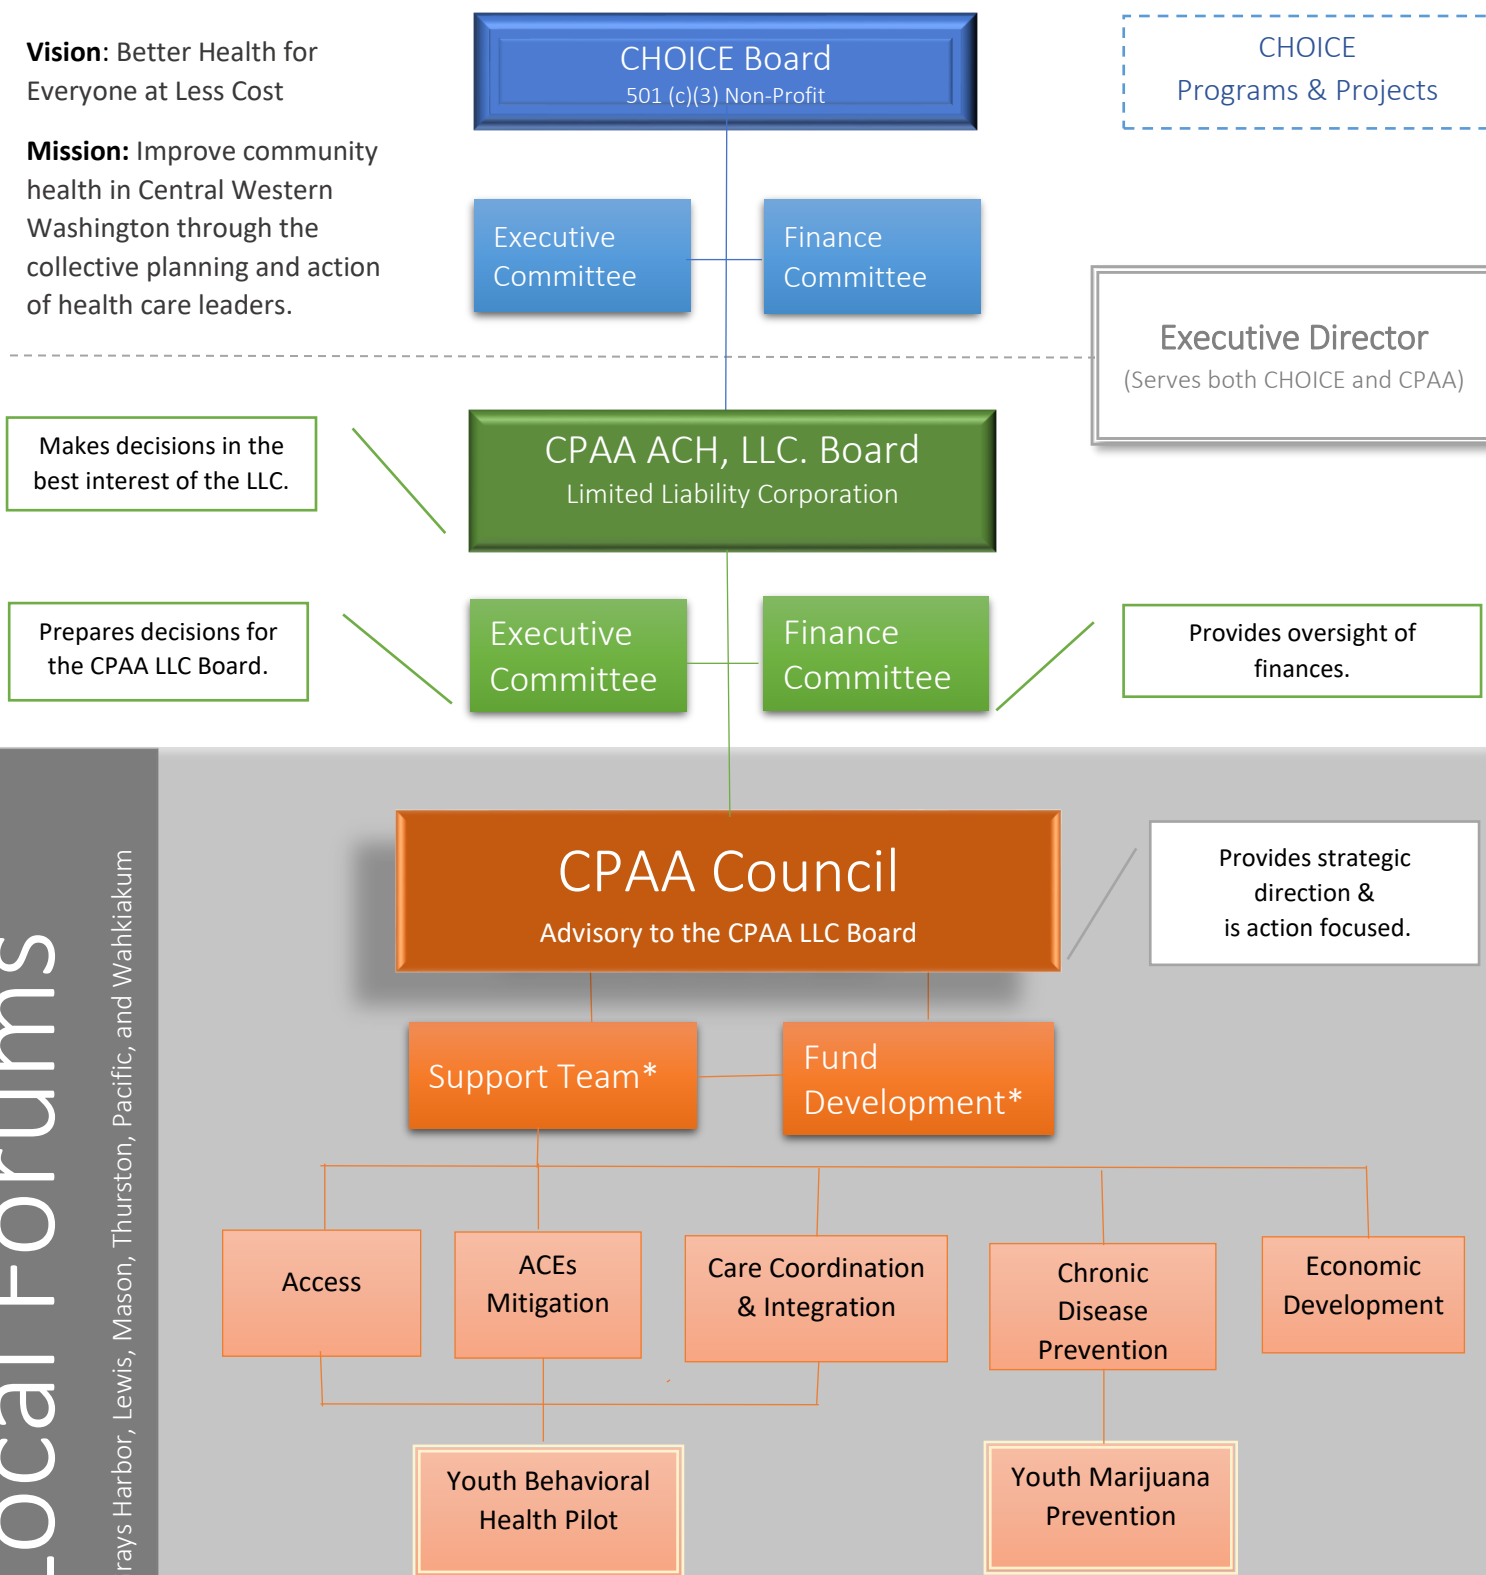 Vision: Better Health for
Everyone at Less Cost
Mission: Improve community
health in Central Western
Washington through the
collective planning and action
of health care leaders.
CHOICE Board
501 (c)(3) Non-Profit
CHOICE
Programs & Projects
Executive
Committee
Finance
Committee
Executive Director
(Serves both CHOICE and CPAA)
Makes decisions in the
best interest of the LLC.
CPAA ACH, LLC. Board
Limited Liability Corporation
Prepares decisions for
the CPAA LLC Board.
Executive
Committee
Finance
Committee
Provides oversight of
finances.
Local Forums
rays Harbor, Lewis, Mason, Thurston, Pacific, and Wahkiakum
CPAA Council
Advisory to the CPAA LLC Board
Provides strategic
direction &
is action focused.
Support Team*
Fund
Development*
Access
ACEs
Mitigation
Care Coordination
& Integration
Chronic
Disease
Prevention
Economic
Development
Youth Behavioral
Health Pilot
Youth Marijuana
Prevention